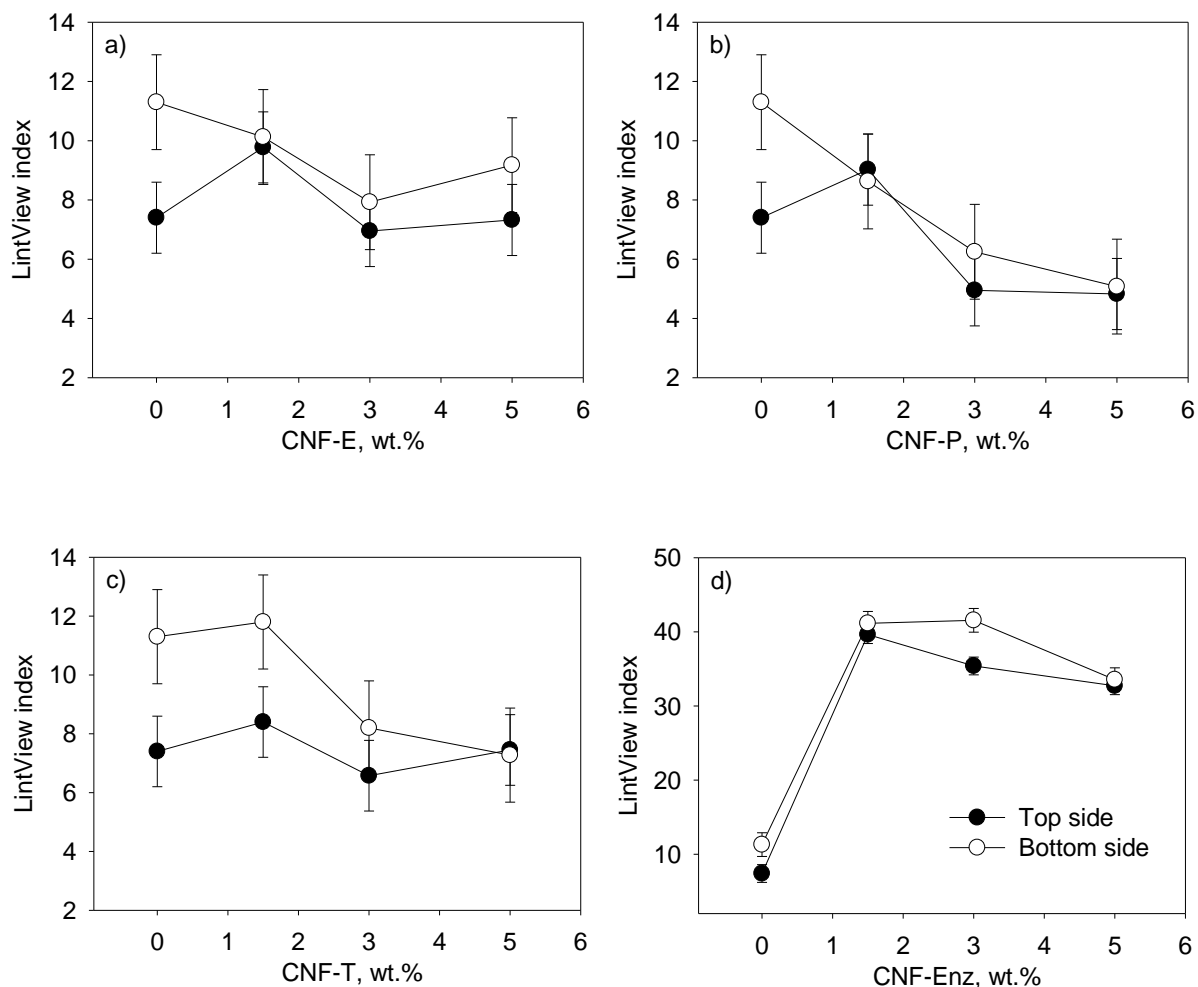 a)
14
12
10
8
6
4
2
LintView index
0 1 2 3 4 5 6
CNF-E, wt.%
b)
14
12
10
8
6
4
2
LintView index
0 1 2 3 4 5 6
CNF-P, wt.%
c)
14
12
10
8
6
4
2
LintView index
0 1 2 3 4 5 6
CNF-T, wt.%
d)
50
40
30
20
10
LintView index
Top side
Bottom side
0 1 2 3 4 5 6
CNF-Enz, wt.%